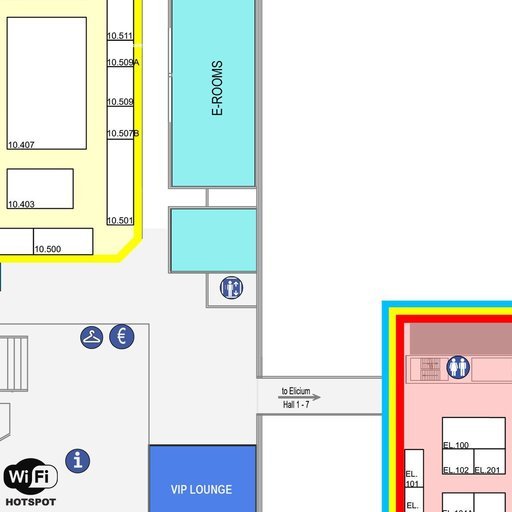 10.511
10.509A
10.509
10.507B
10.407
10.403
10.501
10.500
E-ROOMS
€
to Elicium
Hall 1 - 7
i
WiFi
HOTSPOT
VIP LOUNGE
EL.100
EL.102
EL.201
EL.
101
EL.